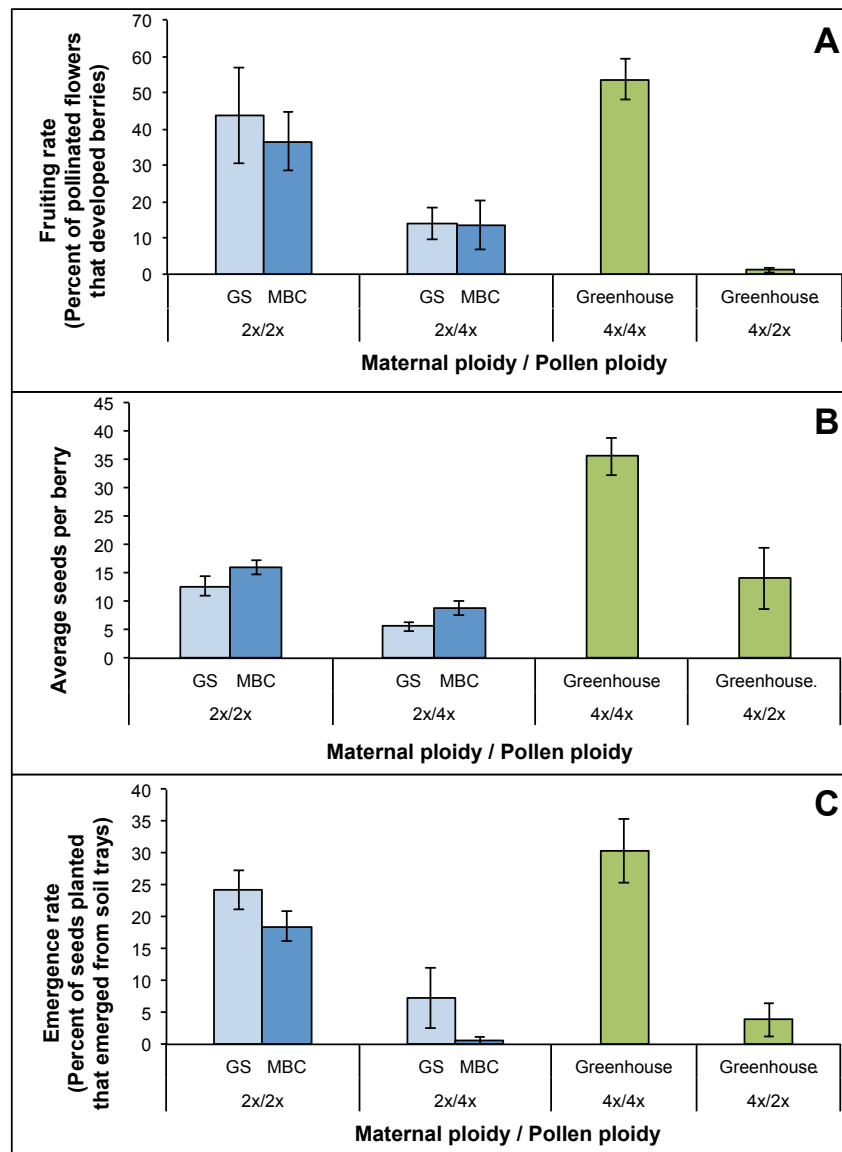 A
Fruiting rate
(Percent of pollinated flowers
that developed berries)
70
60
50
40
30
20
10
0
GS MBC GS MBC Greenhouse Greenhouse.
2x/2x 2x/4x 4x/4x 4x/2x
Maternal ploidy / Pollen ploidy
B
Average seeds per berry
45
40
35
30
25
20
15
10
5
0
GS MBC GS MBC Greenhouse Greenhouse.
2x/2x 2x/4x 4x/4x 4x/2x
Maternal ploidy / Pollen ploidy
C
Emergence rate
(Percent of seeds planted
that emerged from soil trays)
40
35
30
25
20
15
10
5
0
GS MBC GS MBC Greenhouse Greenhouse.
2x/2x 2x/4x 4x/4x 4x/2x
Maternal ploidy / Pollen ploidy